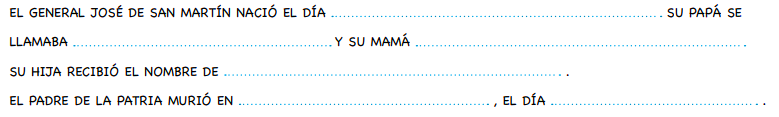 EL GENERAL JOSÉ DE SAN MARTÍN NACIÓ EL DÍA ................................................ . SU PAPÁ SE
LLAMABA ................................................ Y SU MAMÁ ................................................ .
SU HIJA RECIBIÓ EL NOMBRE DE ................................................ . .
EL PADRE DE LA PATRIA MURIÓ EN ................................................ , EL DÍA ................................................ . .